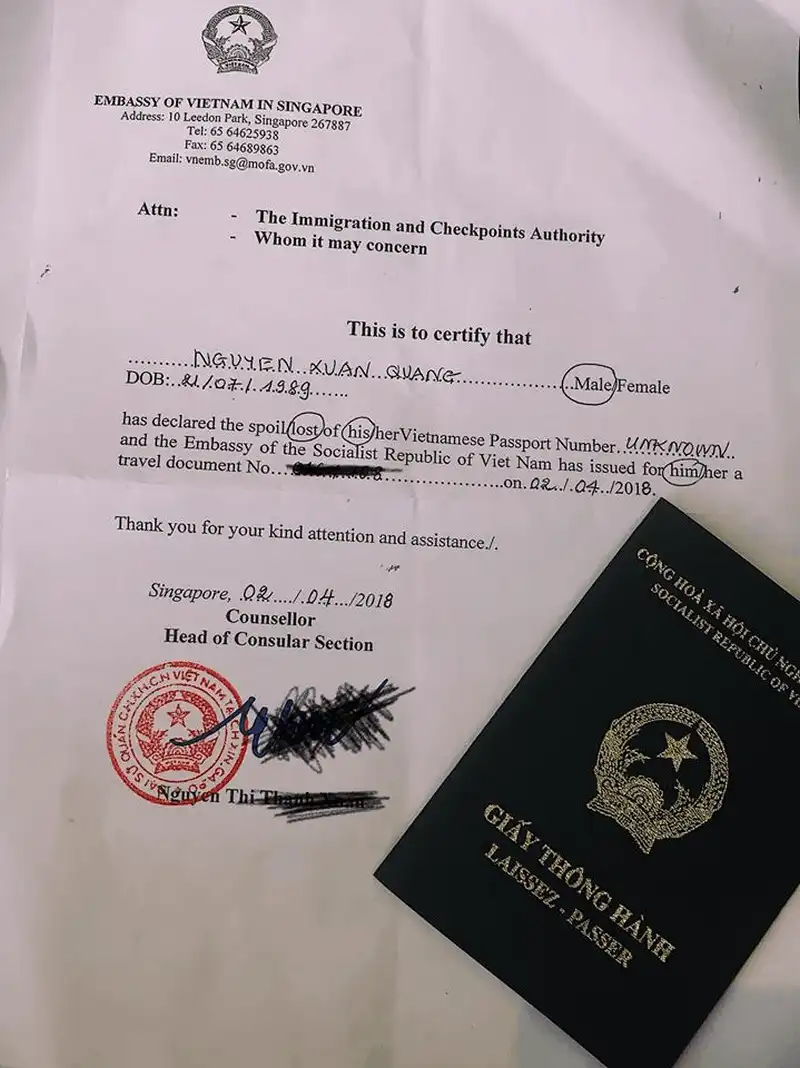 EMBASSY OF VIETNAM IN SINGAPORE
Address: 10 Leedon Park, Singapore 267887
Tel: 65 64625938
Fax: 65 64689863
Email: vnemb.sg@mofa.gov.vn
Attn: - The Immigration and Checkpoints Authority
- Whom it may concern
This is to certify that
..........NGUYEN XUAN QUANG................Male/Female
DOB:..21/07/1989.......
has declared the spoil/lost of his/her Vietnamese Passport Number..UNKNOWN..
and the Embassy of the Socialist Republic of Viet Nam has issued for him/her a
travel document No... ....................on.02../.04../2018.
Thank you for your kind attention and assistance./.
Singapore, .02..../.04.../2018
Counsellor
Head of Consular Section
Nguyen Thi
CỘNG HOÀ XÃ HỘI CHỦ
SOCIALIST REPUBLIC OF
GIẤY THÔNG HÀNH
LAISSEZ - PASSER